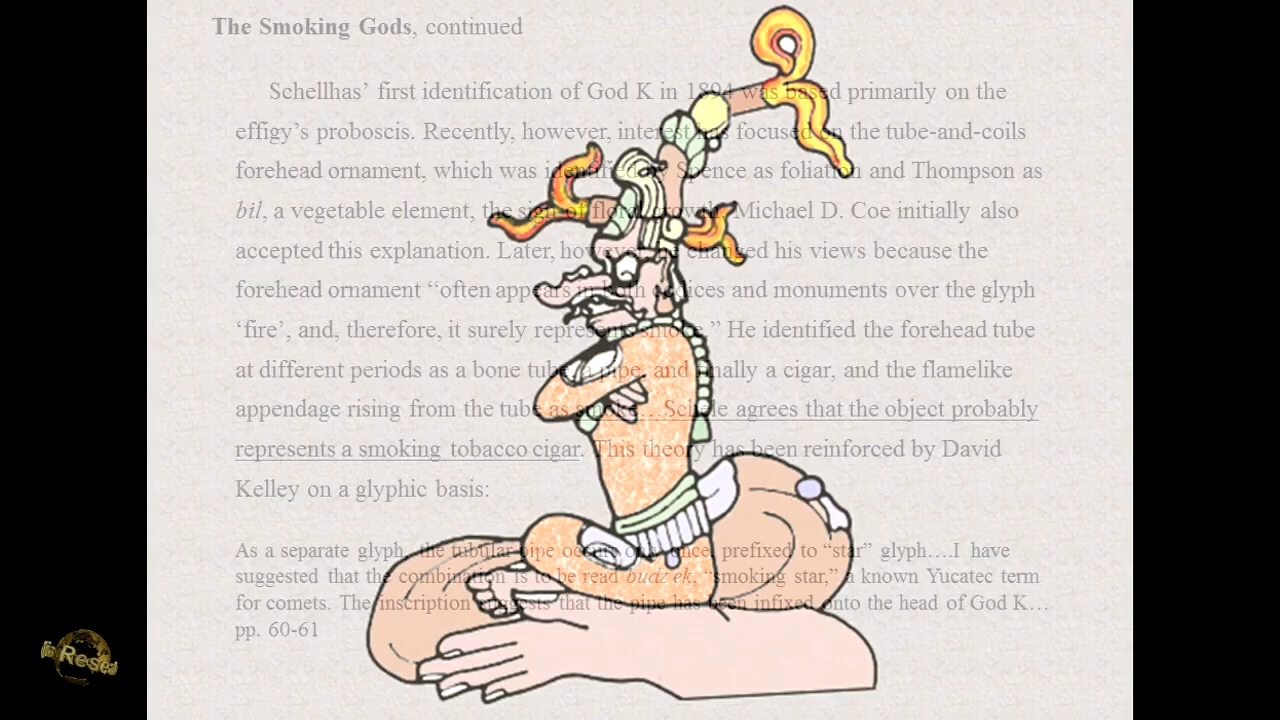 The Smoking Gods, continued
Schellhas’ first identification of God K in 1894 was based primarily on the
effigy’s proboscis. Recently, however, interest has focused on the tube-and-coils
forehead ornament, which was identified by Spence as foliation and Thompson as
bil, a vegetable element, the sign of floral growth. Michael D. Coe initially also
accepted this explanation. Later, however, he changed his views because the
forehead ornament “often appears in both codices and monuments over the glyph
‘fire’, and, therefore, it surely represents smoke.” He identified the forehead tube
at different periods as a bone tube, a pipe, and finally a cigar, and the flamelike
appendage rising from the tube as smoke… Schele agrees that the object probably
represents a smoking tobacco cigar. This theory has been reinforced by David
Kelley on a glyphic basis:
As a separate glyph, the tubular pipe occurs only once, prefixed to “star” glyph….I have
suggested that the combination is to be read budz ek, “smoking star,” a known Yucatec term
for comets. The inscription suggests that the pipe has been infixed onto the head of God K…
pp. 60-61